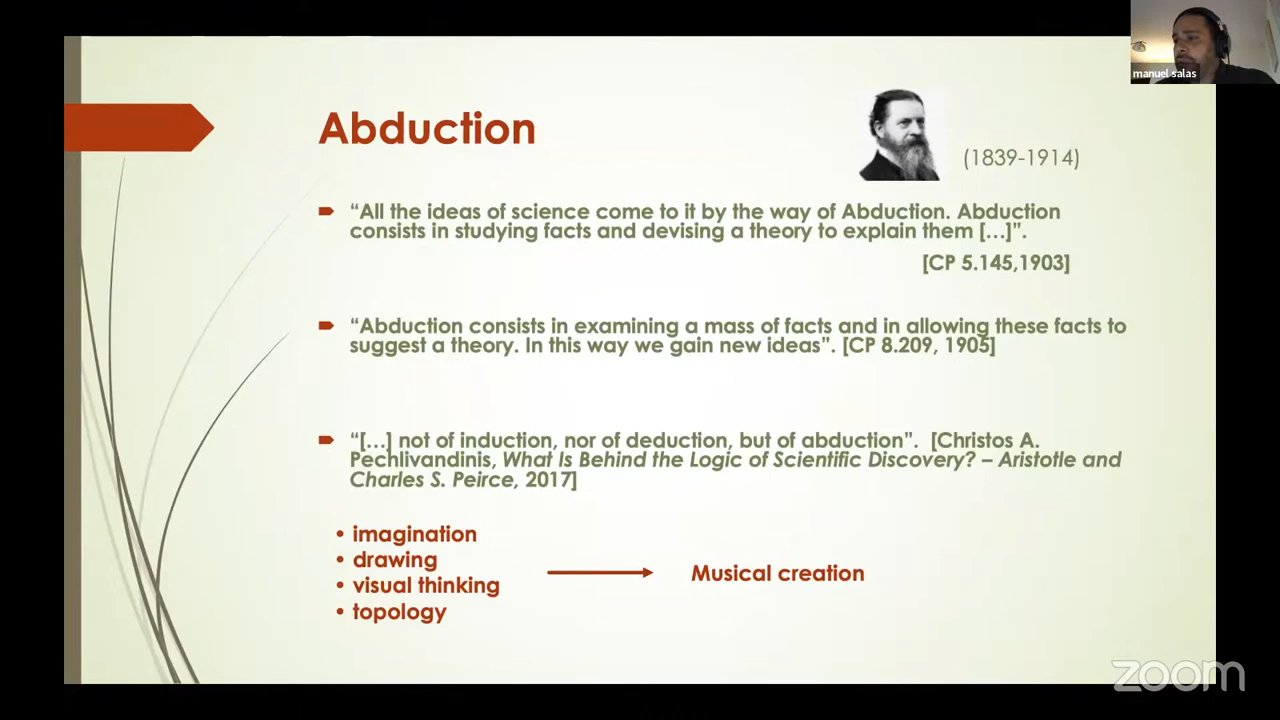 manuel salas
Abduction
(1839-1914)
“All the ideas of science come to it by the way of Abduction. Abduction
consists in studying facts and devising a theory to explain them […]”.
[CP 5.145,1903]
“Abduction consists in examining a mass of facts and in allowing these facts to
suggest a theory. In this way we gain new ideas”. [CP 8.209, 1905]
“[…] not of induction, nor of deduction, but of abduction”. [Christos A.
Pechlivandinis, What Is Behind the Logic of Scientific Discovery? – Aristotle and
Charles S. Peirce, 2017]
• imagination
• drawing
• visual thinking
• topology
Musical creation
zoom